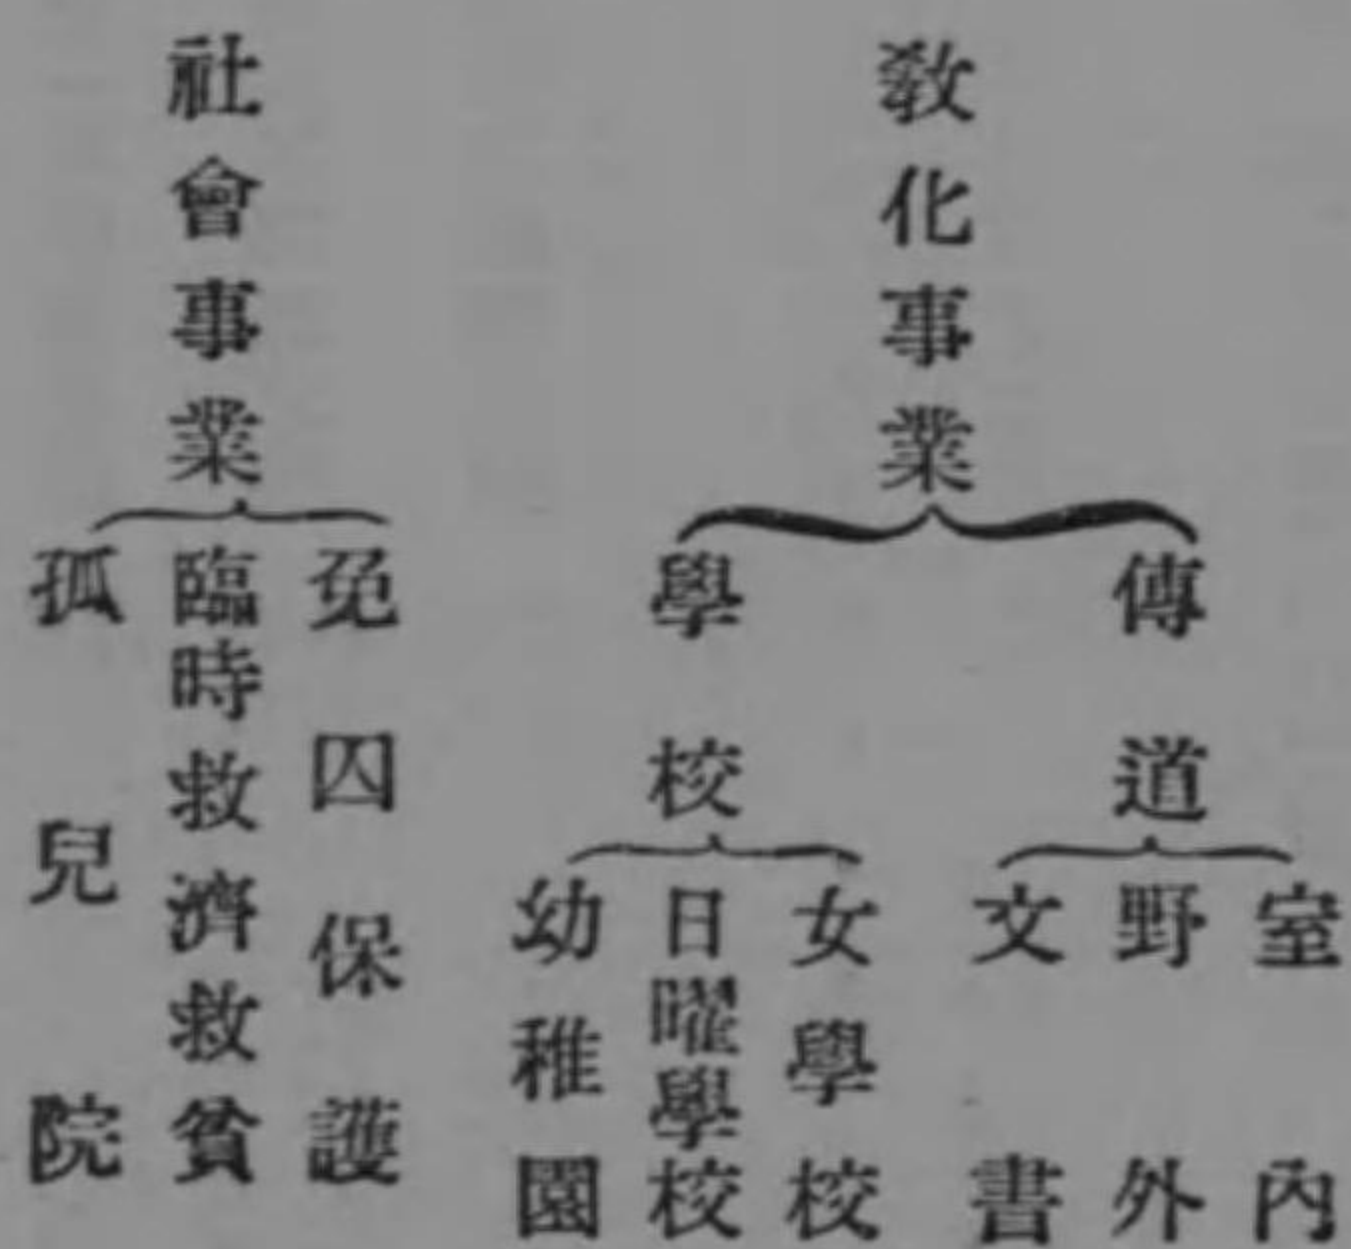 教化事業
傳道
室內
野外
文書
學校
女學校
日曜學校
幼稚園
社會事業
免囚保護
臨時救濟救貧
孤兒院